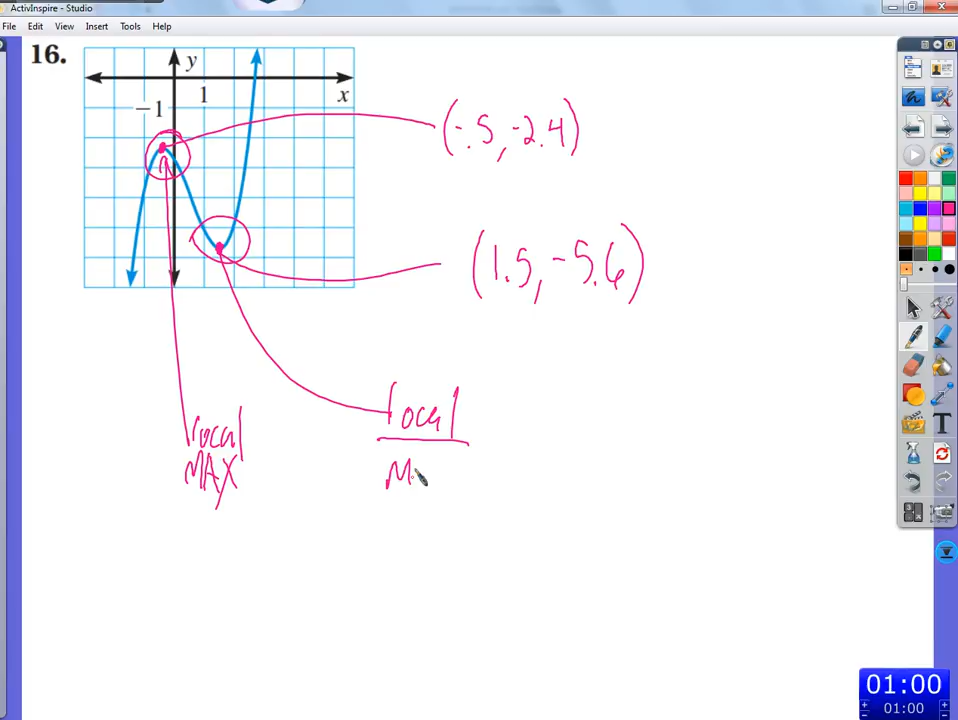 ActivInspire - Studio
File Edit View Insert Tools Help
16.
y
1
x
-1
(-.5, -2.4)
(1.5, -5.6)
local
MAX
local
M
01:00
01:00